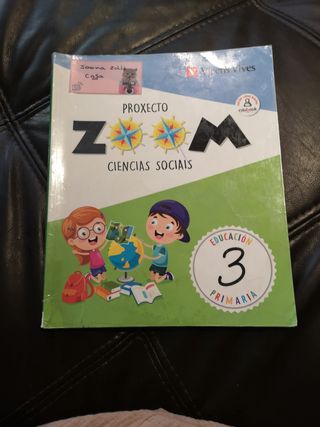 Vicens Vives
PROXECTO
ZOOM
CIENCIAS SOCIAIS
EDUCACIÓN
3
PRIMARIA